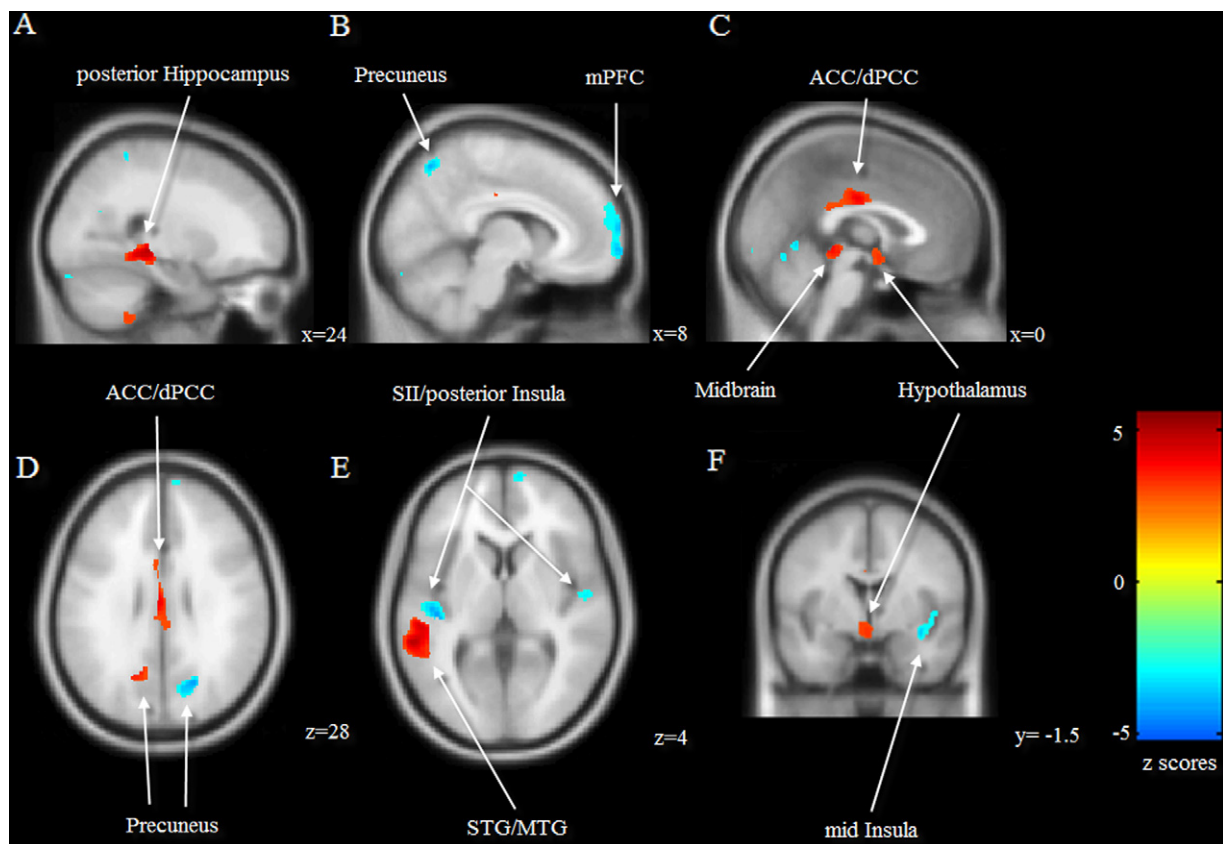 A
B
C
posterior Hippocampus
Precuneus
mPFC
ACC/dPCC
x=24
x=8
x=0
ACC/dPCC
SII/posterior Insula
Midbrain
Hypothalamus
D
E
F
5
0
-5
z scores
z=28
z=4
y= -1.5
Precuneus
STG/MTG
mid Insula